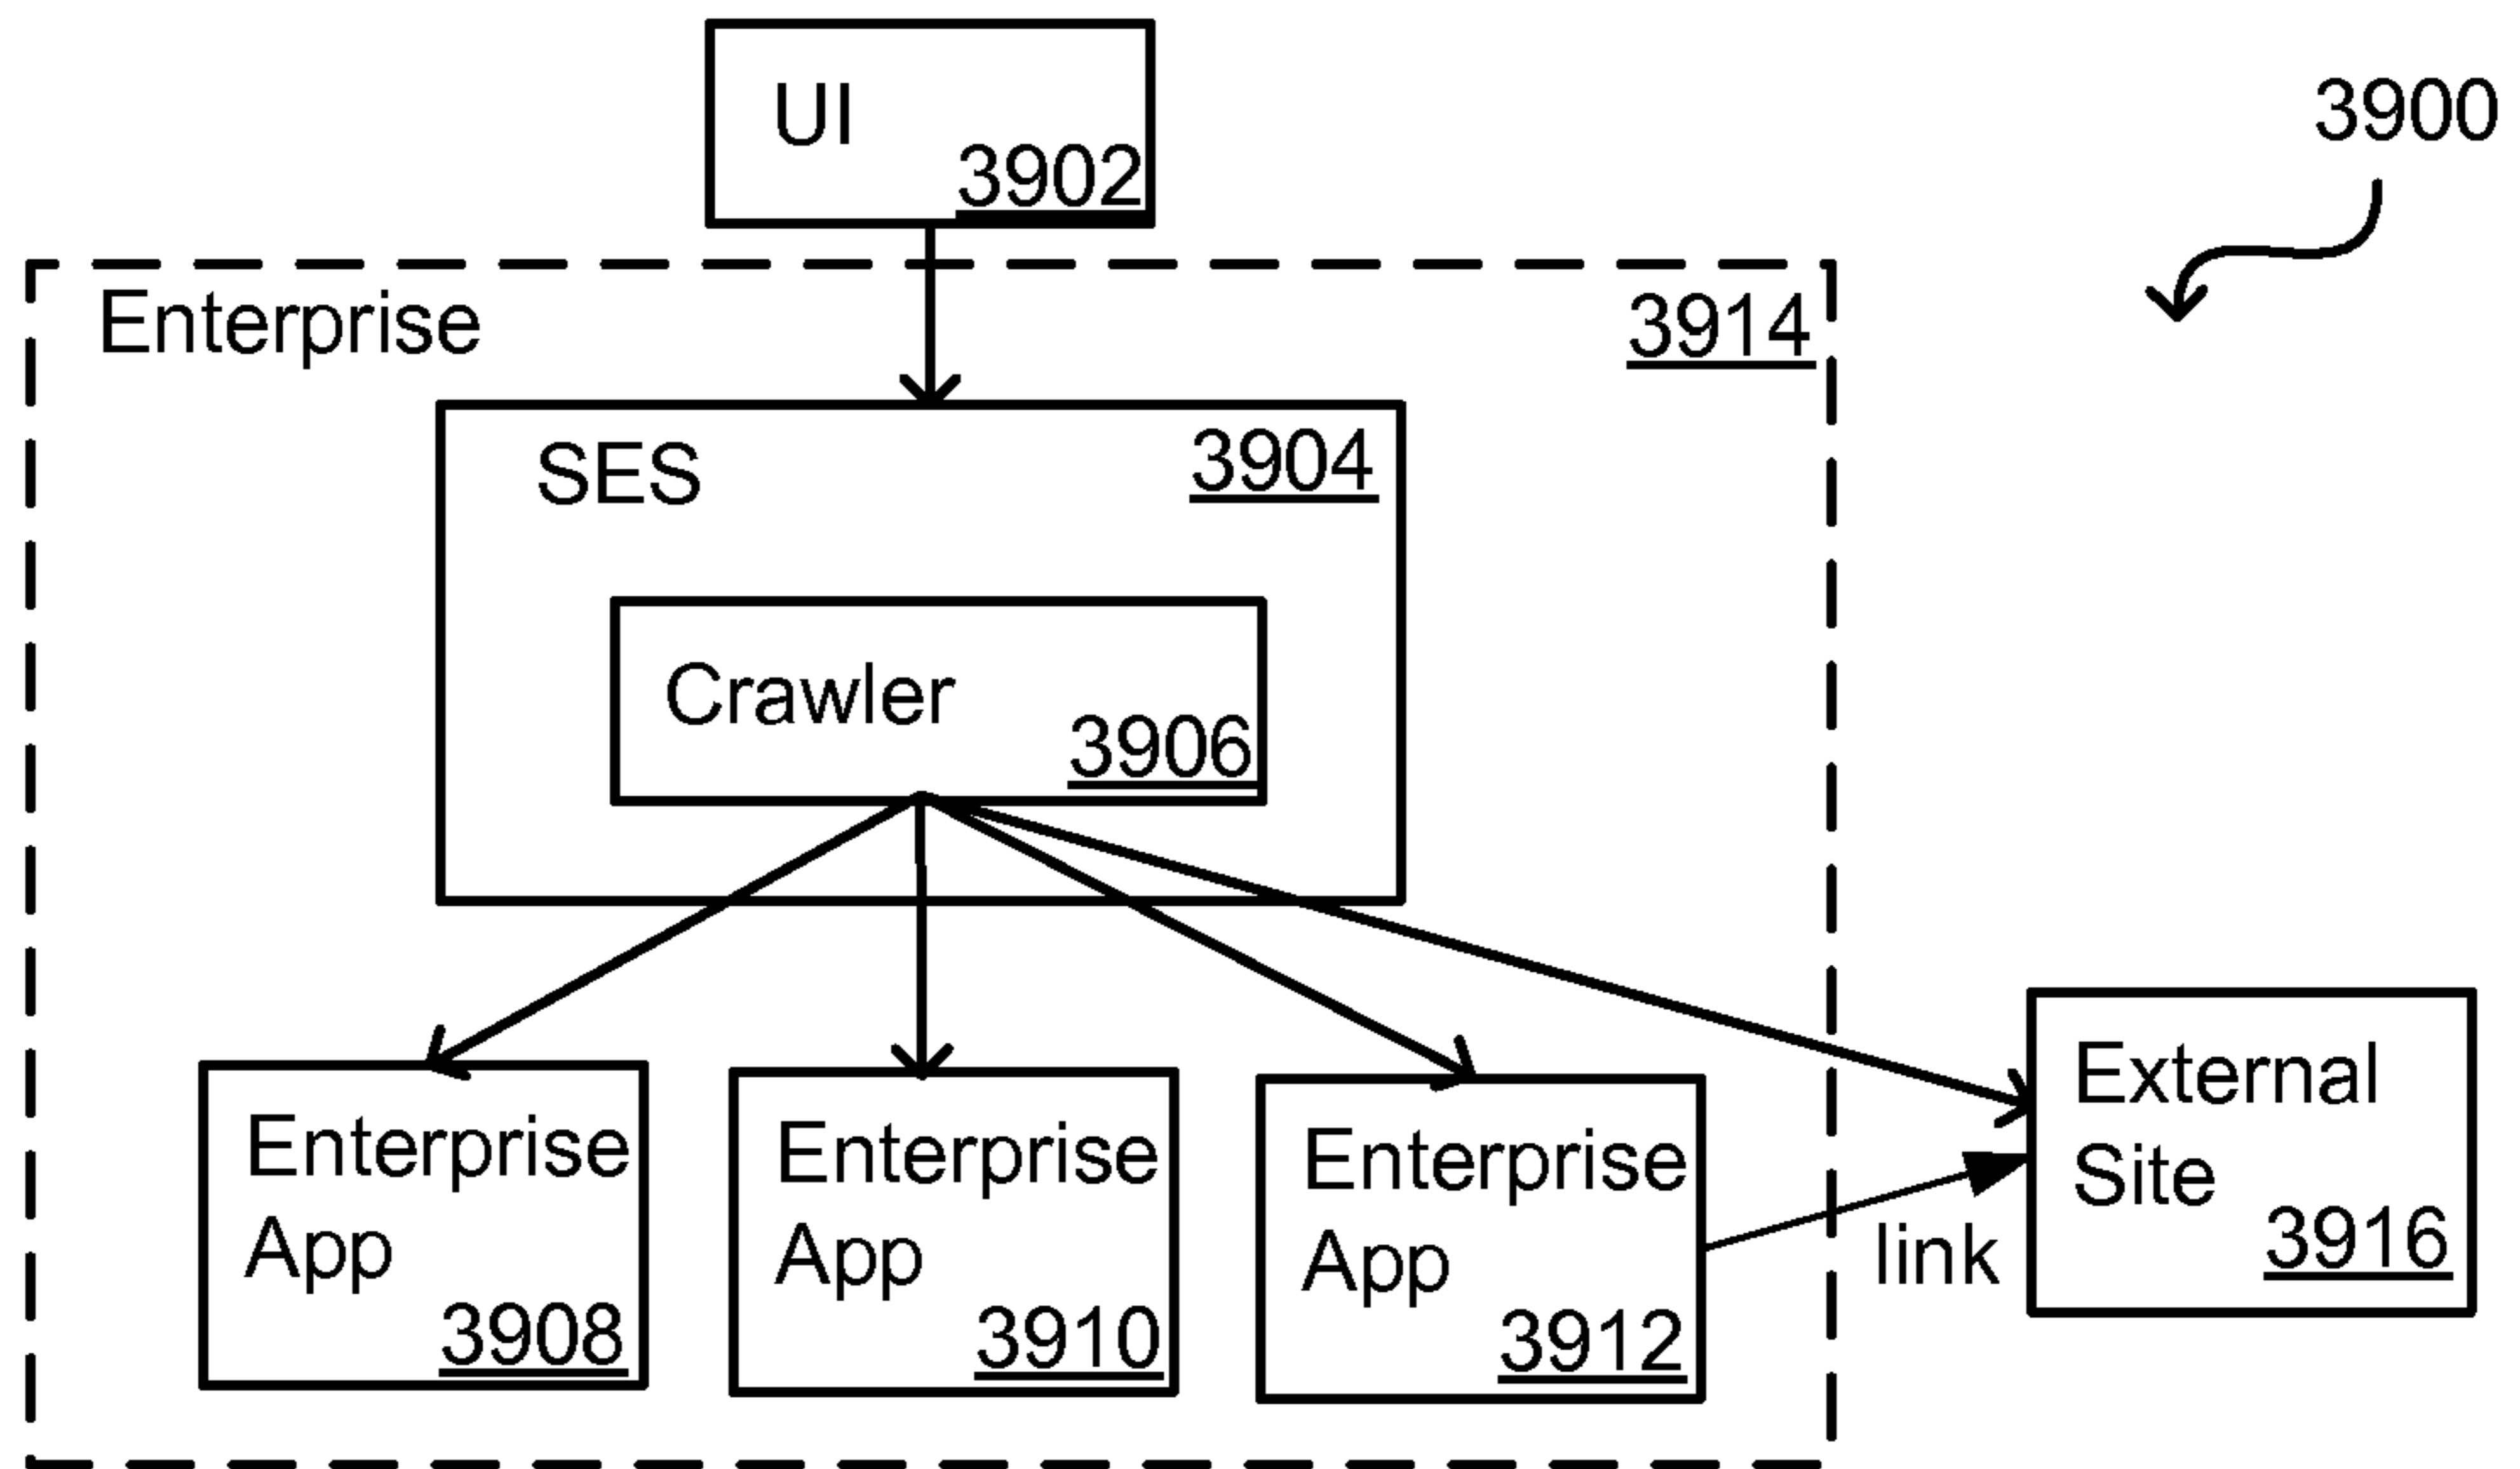 UI
3902
3900
Enterprise
3914
SES
3904
Crawler
3906
Enterprise
App
3908
Enterprise
App
3910
Enterprise
App
3912
link
External
Site
3916